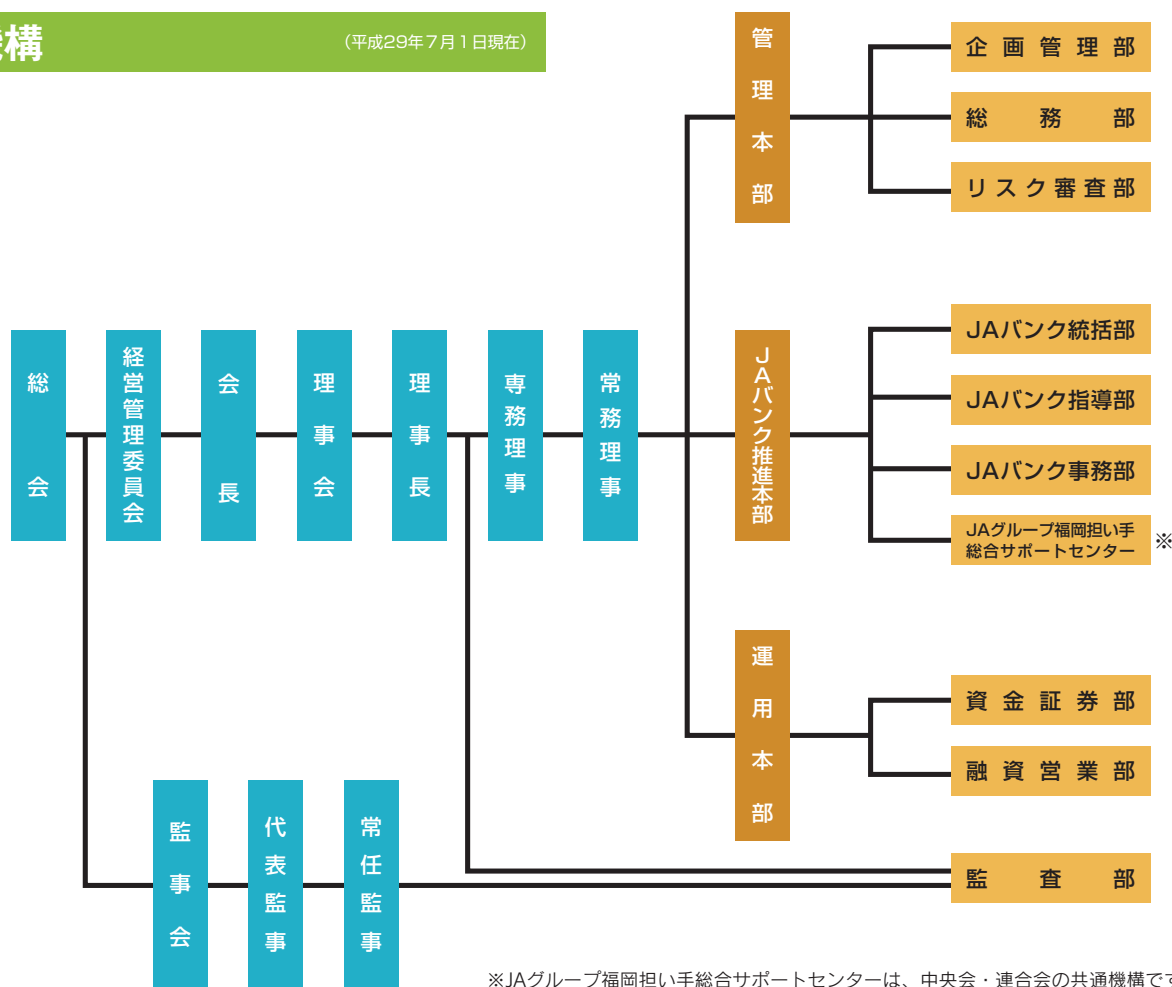 機構
(平成29年7月1日現在)
管理本部
企画管理部
総務部
リスク審査部
総会
経営管理委員会
会長
理事会
理事長
専務理事
常務理事
JAバンク推進本部
JAバンク統括部
JAバンク指導部
JAバンク事務部
JAグループ福岡担い手
総合サポートセンター ※
運用本部
資金証券部
融資営業部
監事会
代表監事
常任監事
監査部
※JAグループ福岡担い手総合サポートセンターは、中央会・連合会の共通機構です